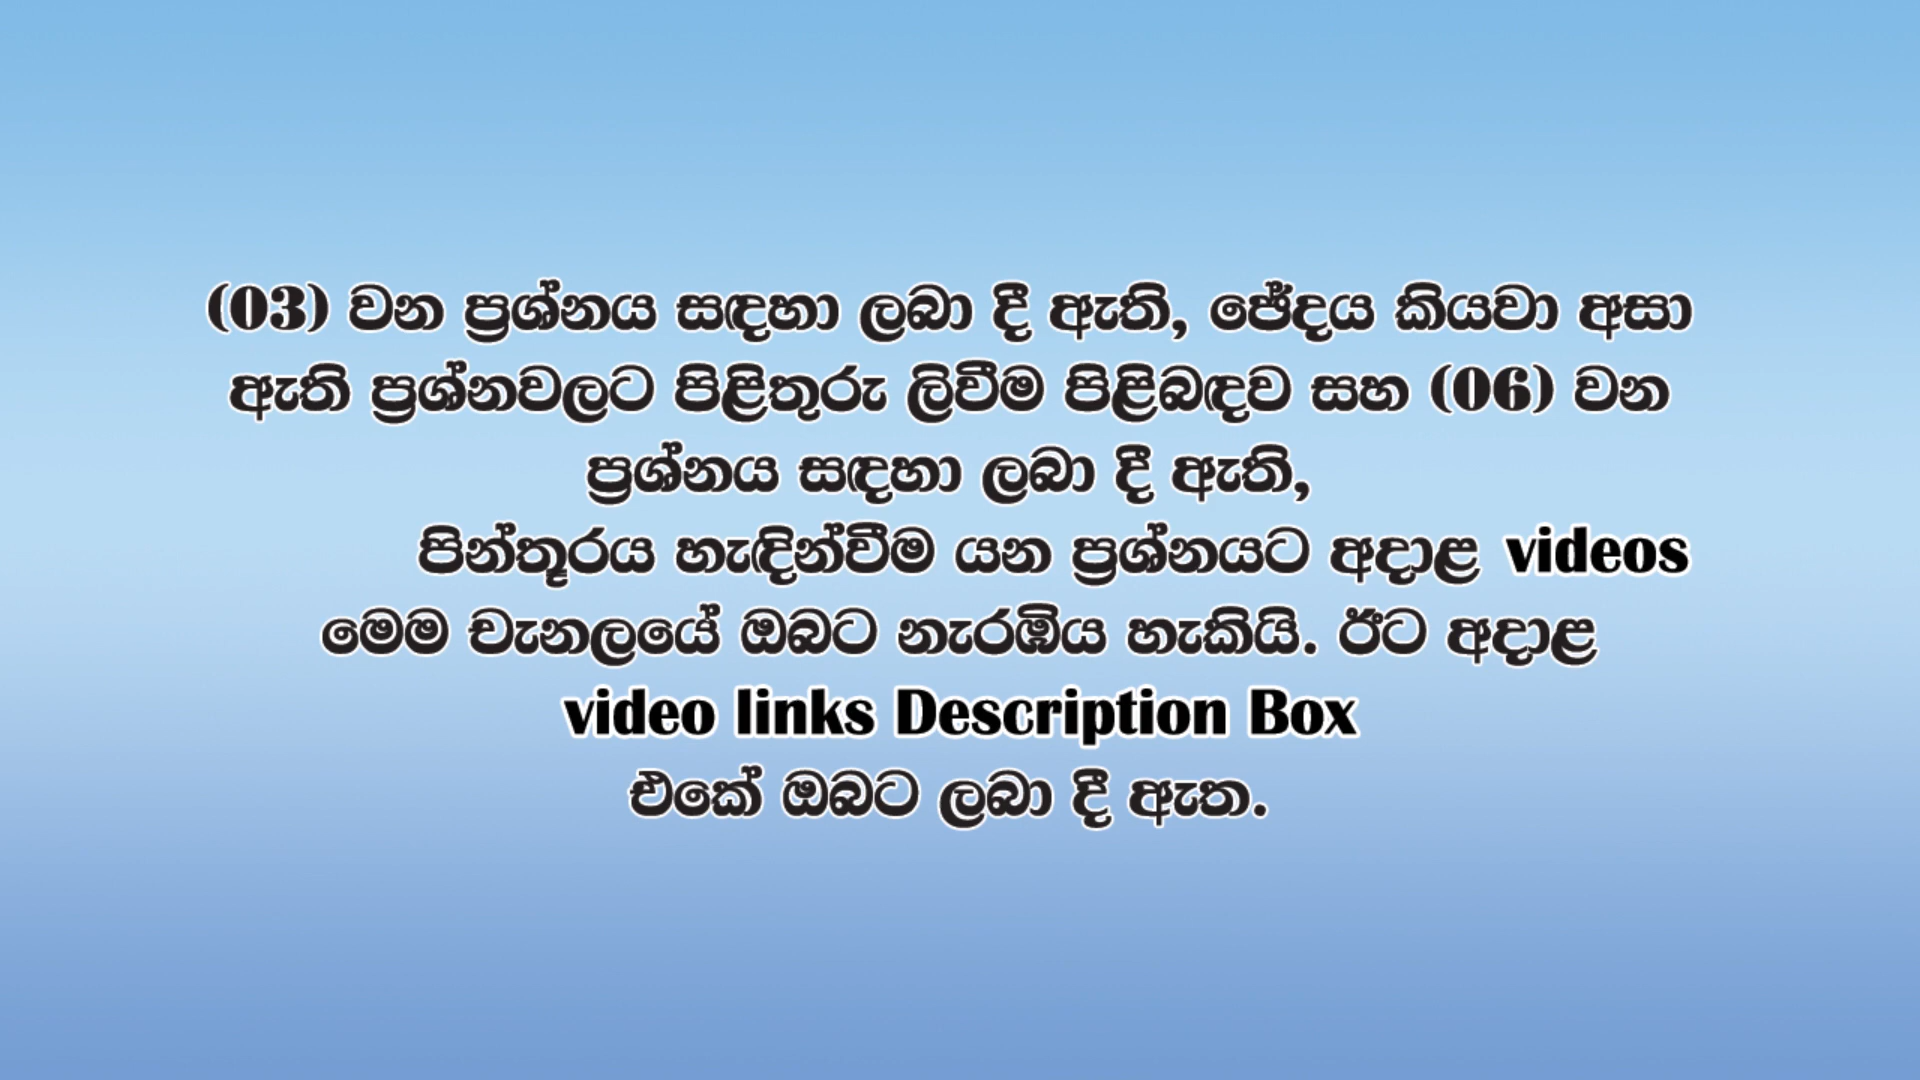 (03) වන ප්‍රශ්නය සඳහා ලබා දී ඇති, ඡේදය කියවා අසා
ඇති ප්‍රශ්නවලට පිළිතුරු ලිවීම පිළිබඳව සහ (06) වන
ප්‍රශ්නය සඳහා ලබා දී ඇති,
පින්තූරය හැඳින්වීම යන ප්‍රශ්නයට අදාළ videos
මෙම චැනලයේ ඔබට නැරඹිය හැකියි. ඊට අදාළ
video links Description Box
එකේ ඔබට ලබා දී ඇත.